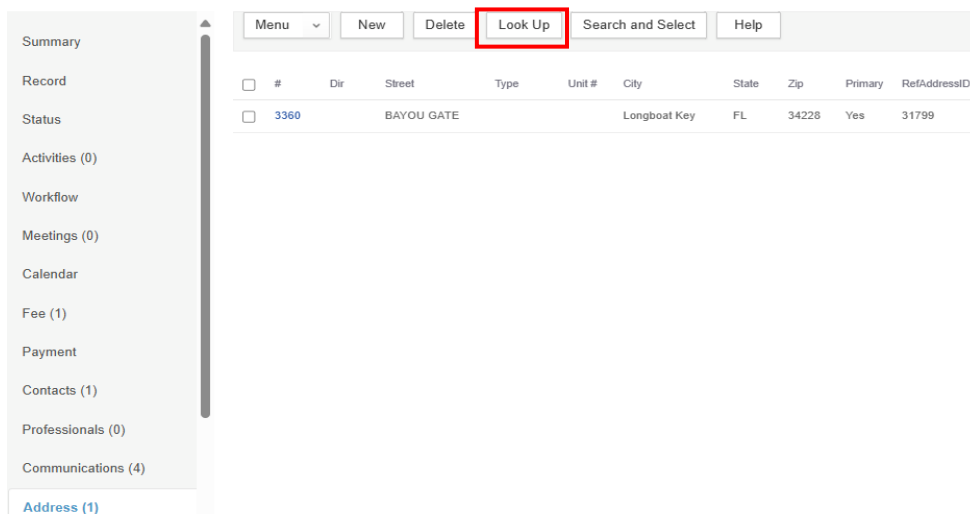 Menu New Delete Look Up Search and Select Help
Summary
Record
Status
Activities (0)
Workflow
Meetings (0)
Calendar
Fee (1)
Payment
Contacts (1)
Professionals (0)
Communications (4)
Address (1)
# Dir Street Type Unit # City State Zip Primary RefAddressID
3360 BAYOU GATE Longboat Key FL 34228 Yes 31799